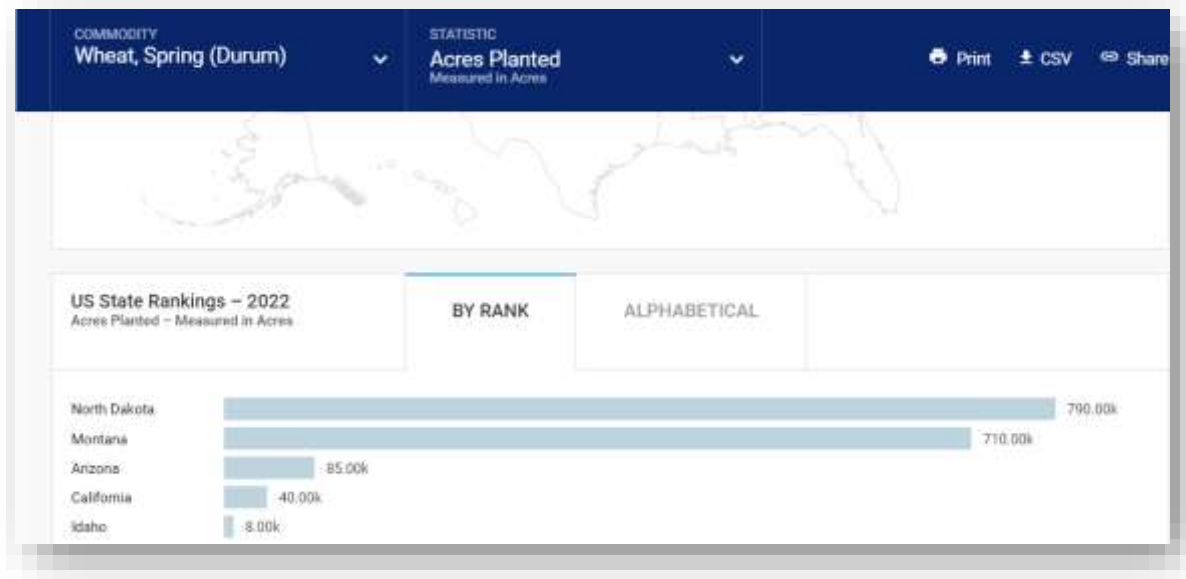 COMMODITY
Wheat, Spring (Durum)
STATISTIC
Acres Planted
Measured in Acres
Print
CSV
Share
US State Rankings – 2022
Acres Planted – Measured in Acres
BY RANK
ALPHABETICAL
North Dakota 790.00k
Montana 710.00k
Arizona 85.00k
California 40.00k
Idaho 8.00k